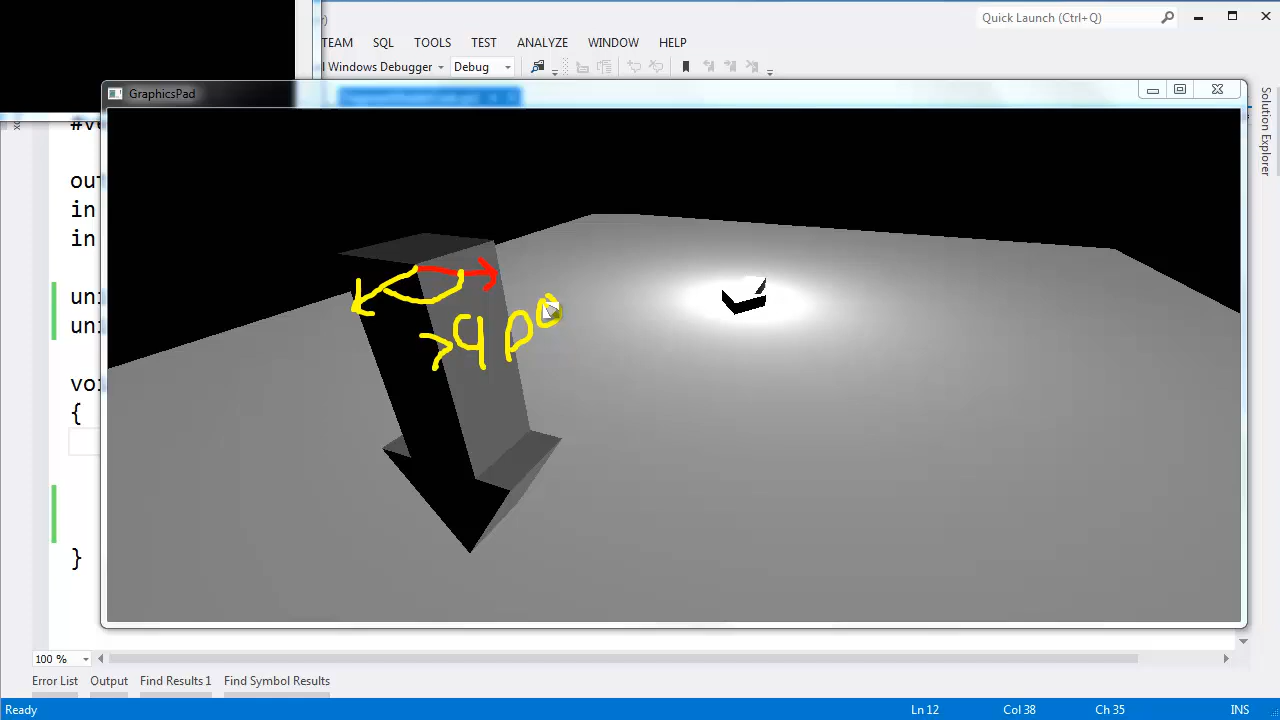 r)
Quick Launch (Ctrl+Q)
TEAM SQL TOOLS TEST ANALYZE WINDOW HELP
l Windows Debugger Debug
GraphicsPad
Solution Explorer
#ve
out
in
in
uni
uni
voi
{
}
>90°
100 %
Error List Output Find Results 1 Find Symbol Results
Ready Ln 12 Col 38 Ch 35 INS